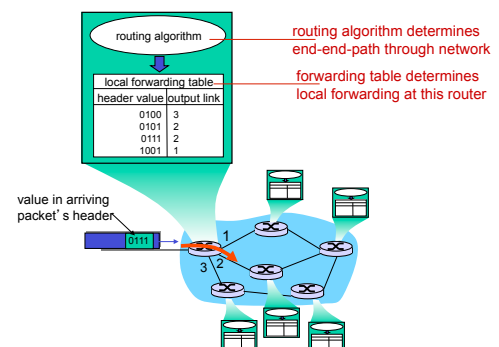 routing algorithm
routing algorithm determines
end-end-path through network
forwarding table determines
local forwarding at this router
local forwarding table
header value output link
0100 3
0101 2
0111 2
1001 1
value in arriving
packet's header
0111
1
2
3